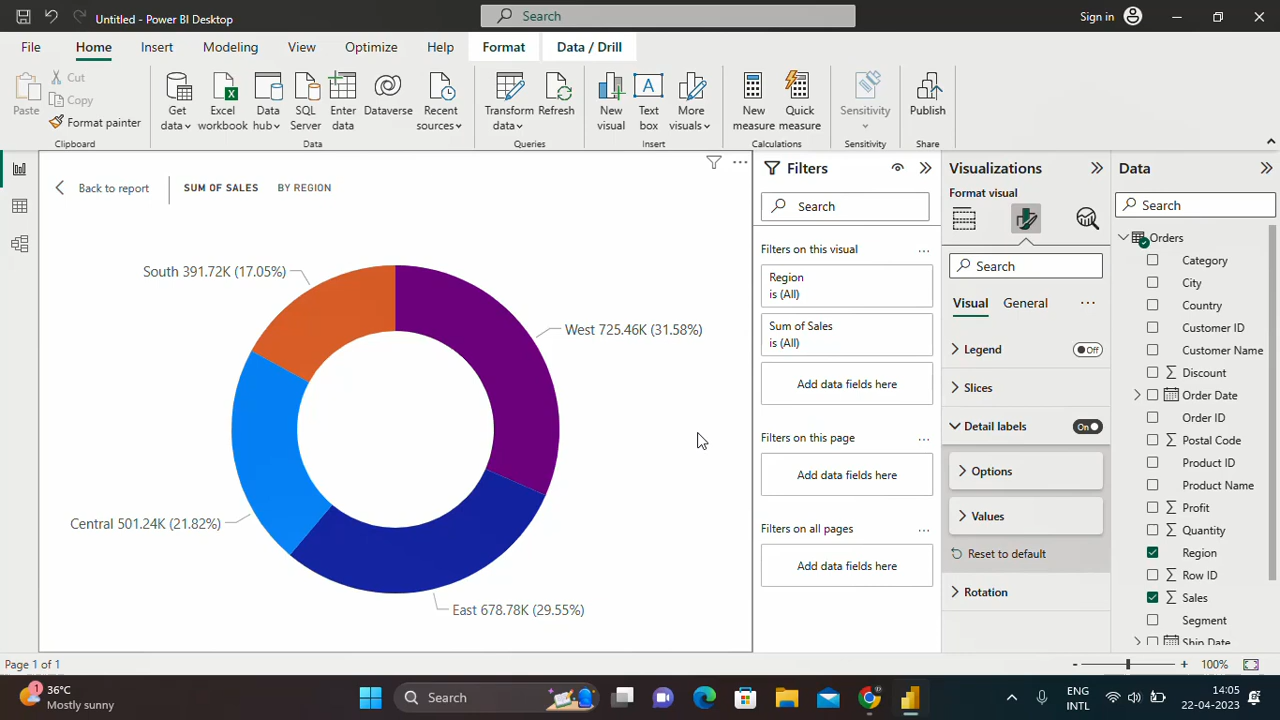 Untitled - Power BI Desktop
Search
Sign in
File
Home
Insert
Modeling
View
Optimize
Help
Format
Data / Drill
Paste
Cut
Copy
Format painter
Clipboard
Get data
Excel workbook
Data hub
SQL Server
Enter data
Dataverse
Recent sources
Data
Transform data
Refresh
Queries
New visual
Text box
More visuals
Insert
New measure
Quick measure
Calculations
Sensitivity
Sensitivity
Publish
Share
Back to report
SUM OF SALES
BY REGION
South 391.72K (17.05%)
West 725.46K (31.58%)
Central 501.24K (21.82%)
East 678.78K (29.55%)
Filters
Search
Filters on this visual
Region
is (All)
Sum of Sales
is (All)
Add data fields here
Filters on this page
Add data fields here
Filters on all pages
Add data fields here
Visualizations
Format visual
Search
Visual
General
Legend
Off
Slices
Detail labels
On
Options
Values
Reset to default
Rotation
Data
Search
Orders
Category
City
Country
Customer ID
Customer Name
Discount
Order Date
Order ID
Postal Code
Product ID
Product Name
Profit
Quantity
Region
Row ID
Sales
Segment
Ship Date
Page 1 of 1
- + 100%
1
36°C
Mostly sunny
Search
ENG
INTL
14:05
22-04-2023